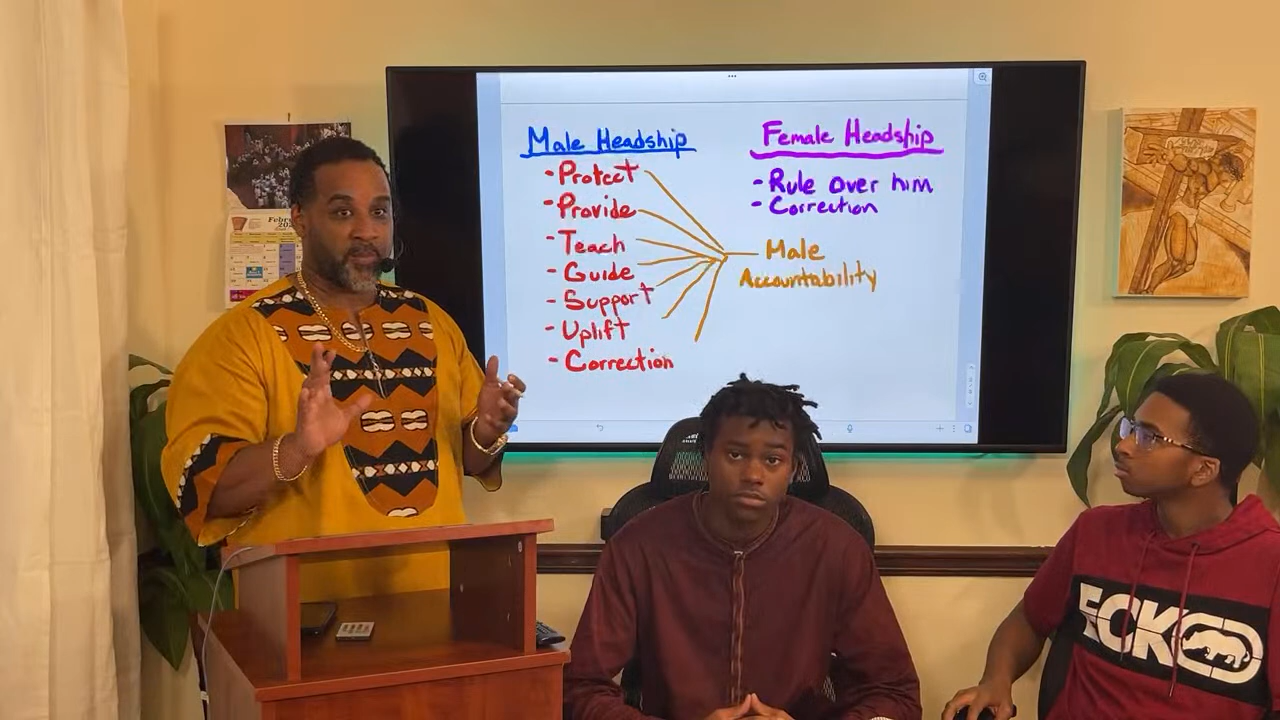 Male Headship
- Protect
- Provide
- Teach
- Guide
- Support
- Uplift
- Correction
Female Headship
- Rule over him
- Correction
Male
Accountability
ECKO